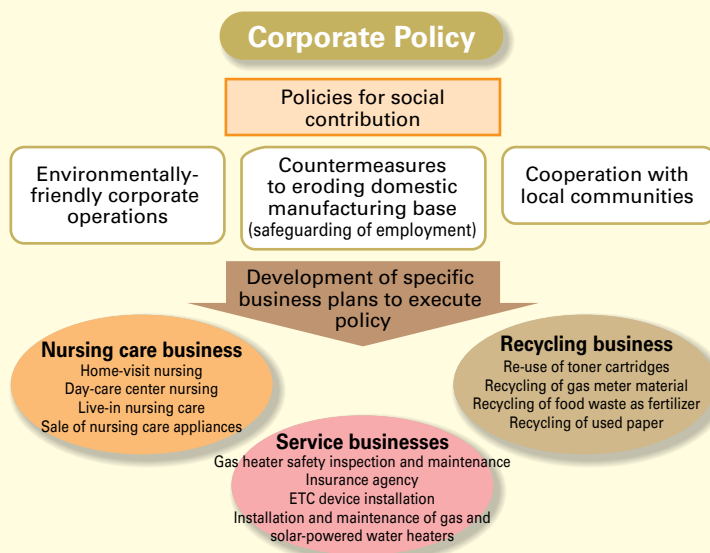 Corporate Policy
Policies for social
contribution
Environmentally-
friendly corporate
operations
Countermeasures
to eroding domestic
manufacturing base
(safeguarding of employment)
Cooperation with
local communities
Development of specific
business plans to execute
policy
Nursing care business
Home-visit nursing
Day-care center nursing
Live-in nursing care
Sale of nursing care appliances
Recycling business
Re-use of toner cartridges
Recycling of gas meter material
Recycling of food waste as fertilizer
Recycling of used paper
Service businesses
Gas heater safety inspection and maintenance
Insurance agency
ETC device installation
Installation and maintenance of gas and
solar-powered water heaters